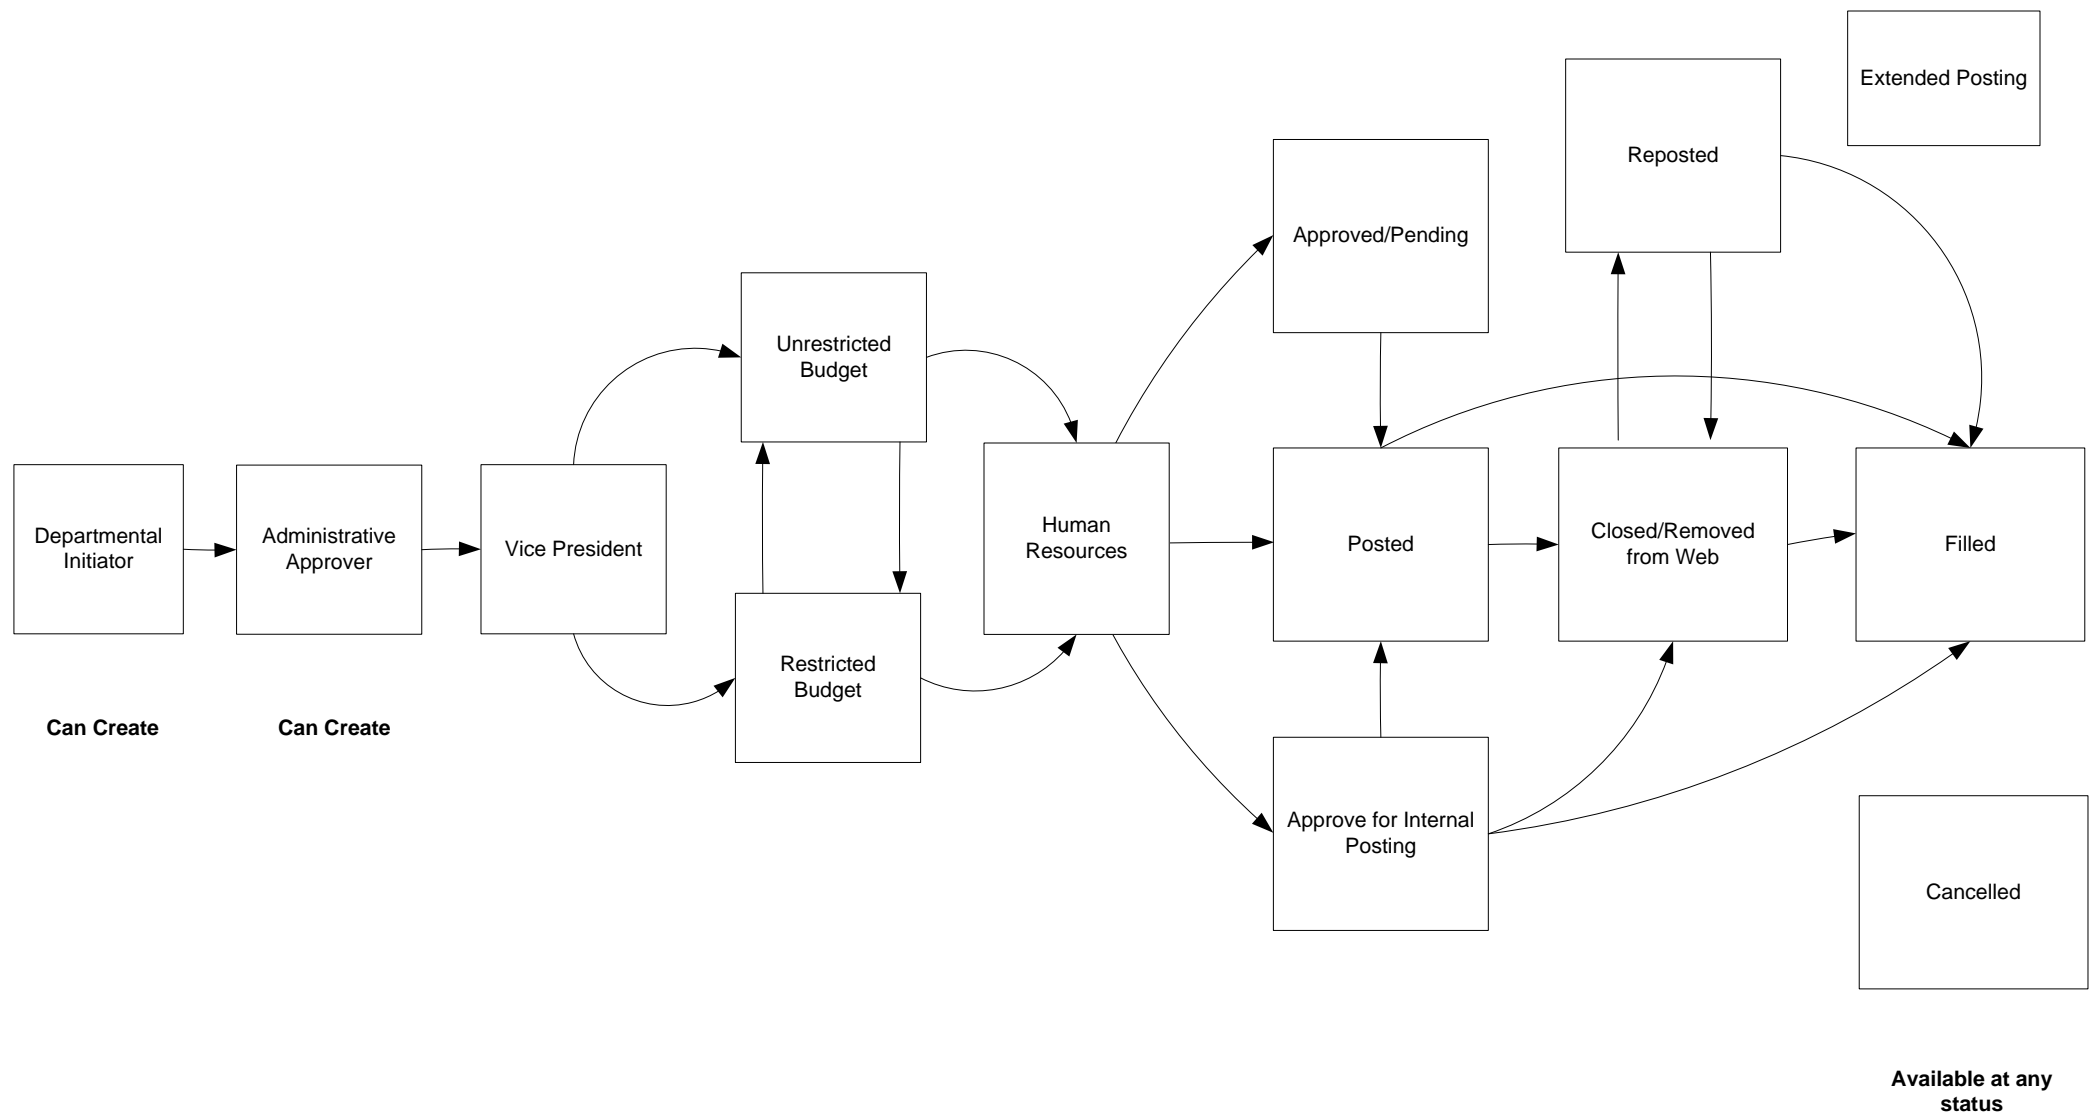 Extended Posting
Reposted
Approved/Pending
Unrestricted
Budget
Departmental
Initiator
Administrative
Approver
Vice President
Human
Resources
Posted
Closed/Removed
from Web
Filled
Restricted
Budget
Can Create
Can Create
Approve for Internal
Posting
Cancelled
Available at any
status